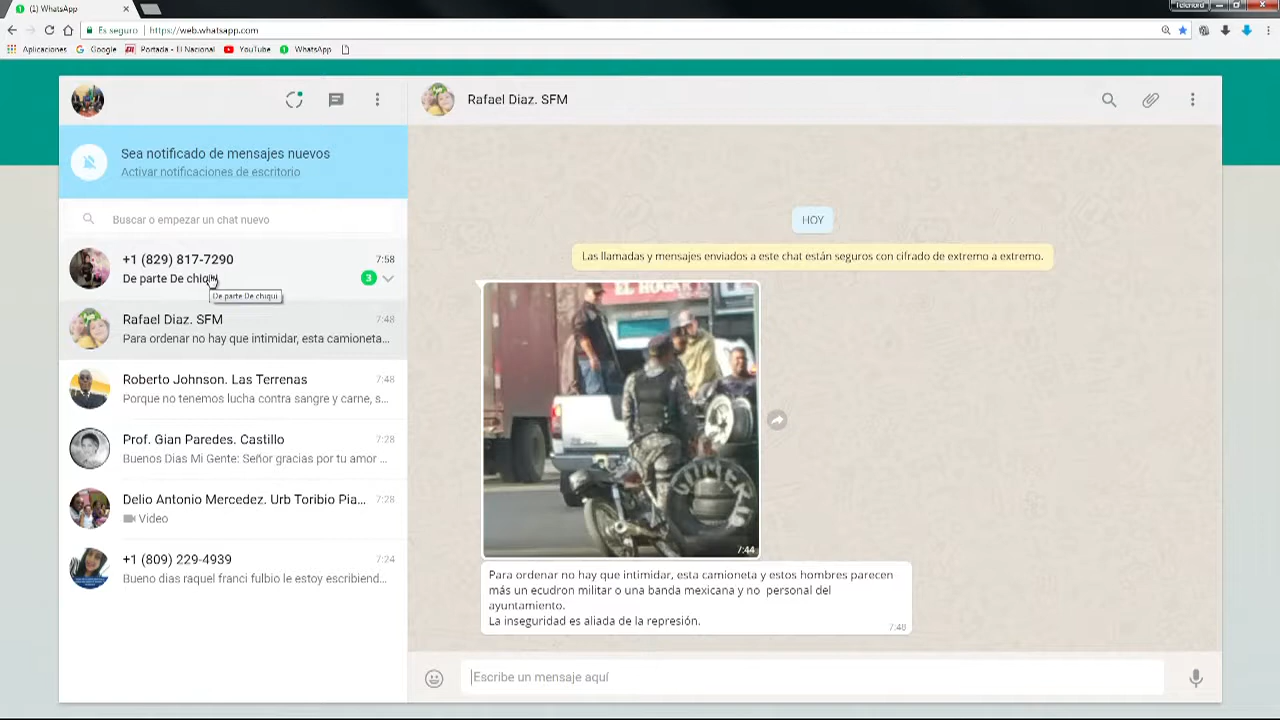 (1) WhatsApp
Telenord
Es seguro
https://web.whatsapp.com
Aplicaciones
Google
Portada - El Nacional
YouTube
WhatsApp
Sea notificado de mensajes nuevos
Activar notificaciones de escritorio
Buscar o empezar un chat nuevo
+1 (829) 817-7290
7:58
De parte De chiqui
3
De parte De chiqui
Rafael Diaz. SFM
7:48
Para ordenar no hay que intimidar, esta camioneta...
Roberto Johnson. Las Terrenas
7:48
Porque no tenemos lucha contra sangre y carne, s...
Prof. Gian Paredes. Castillo
7:28
Buenos Dias Mi Gente: Señor gracias por tu amor ...
Delio Antonio Mercedez. Urb Toribio Pia...
7:28
Video
+1 (809) 229-4939
7:24
Bueno dias raquel franci fulbio le estoy escribiend...
Rafael Diaz. SFM
HOY
Las llamadas y mensajes enviados a este chat están seguros con cifrado de extremo a extremo.
EL HOGAR
GOMERO
7:44
Para ordenar no hay que intimidar, esta camioneta y estos hombres parecen
más un ecudron militar o una banda mexicana y no personal del
ayuntamiento.
La inseguridad es aliada de la represión.
7:48
Escribe un mensaje aquí